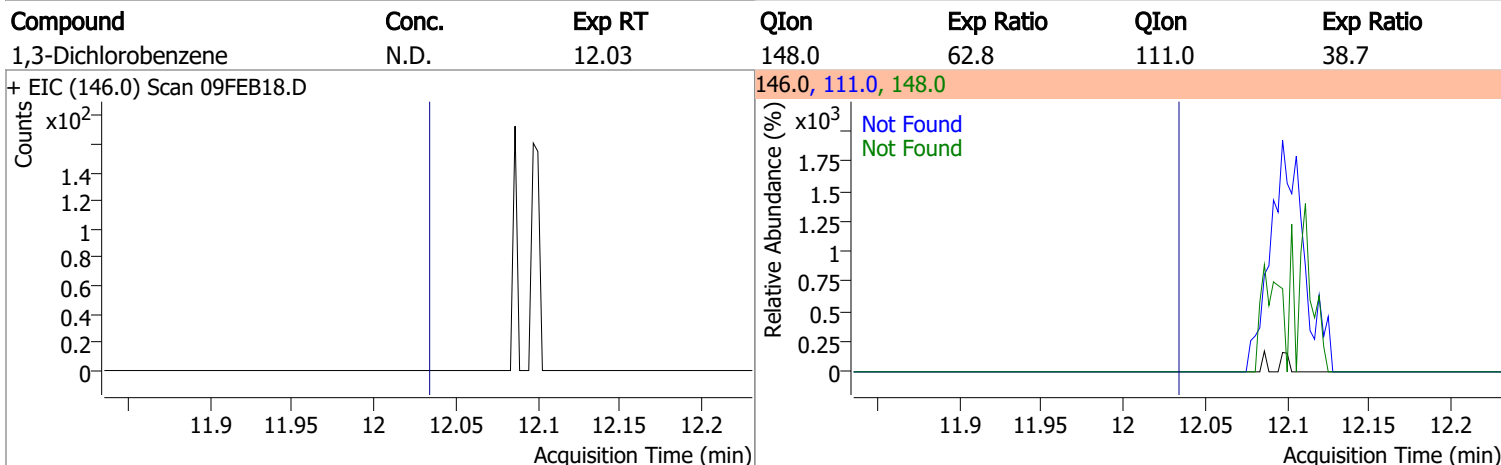 Compound Conc. Exp RT QIon Exp Ratio QIon Exp Ratio
1,3-Dichlorobenzene N.D. 12.03 148.0 62.8 111.0 38.7
+ EIC (146.0) Scan 09FEB18.D
Counts
x10²
1.4
1.2
1
0.8
0.6
0.4
0.2
0
11.9 11.95 12 12.05 12.1 12.15 12.2
Acquisition Time (min)
146.0, 111.0, 148.0
Relative Abundance (%)
x10³
Not Found
Not Found
1.75
1.5
1.25
1
0.75
0.5
0.25
0
11.9 11.95 12 12.05 12.1 12.15 12.2
Acquisition Time (min)